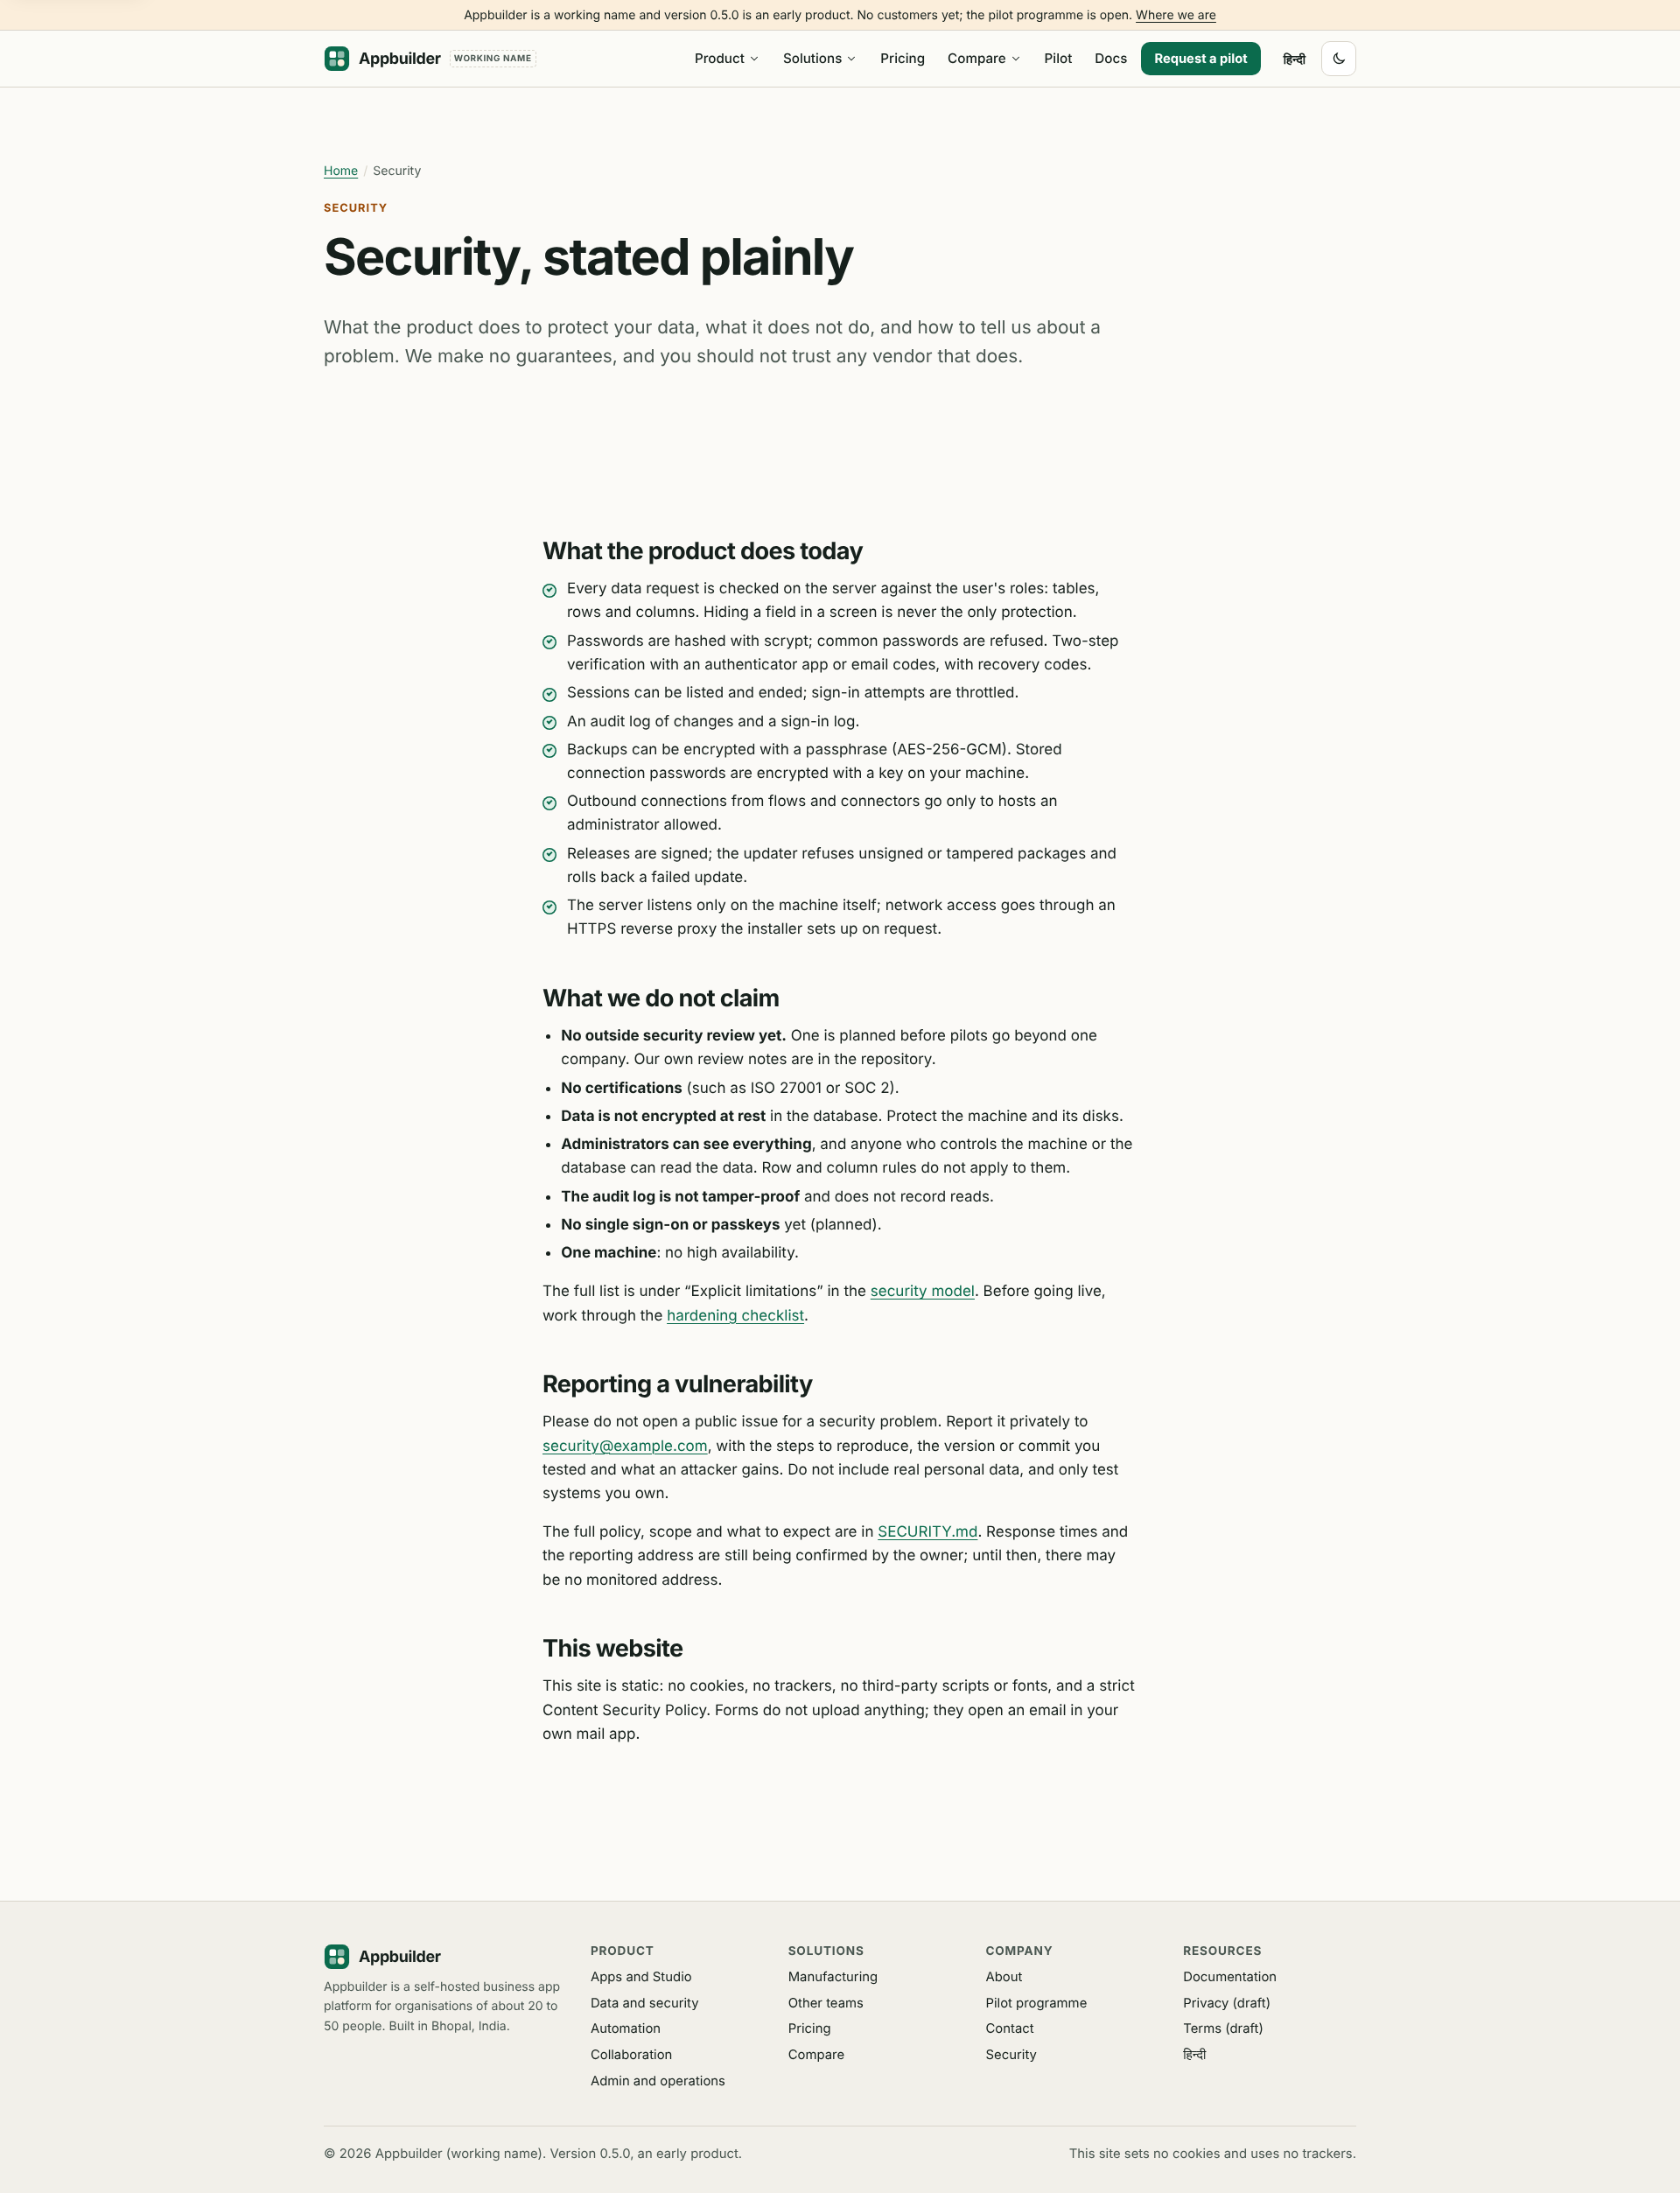 Appbuilder is a working name and version 0.5.0 is an early product. No customers yet; the pilot programme is open. Where we are
Appbuilder WORKING NAME Product Solutions Pricing Compare Pilot Docs Request a pilot हिन्दी
Home / Security
SECURITY
Security, stated plainly
What the product does to protect your data, what it does not do, and how to tell us about a
problem. We make no guarantees, and you should not trust any vendor that does.
What the product does today
Every data request is checked on the server against the user's roles: tables,
rows and columns. Hiding a field in a screen is never the only protection.
Passwords are hashed with scrypt; common passwords are refused. Two-step
verification with an authenticator app or email codes, with recovery codes.
Sessions can be listed and ended; sign-in attempts are throttled.
An audit log of changes and a sign-in log.
Backups can be encrypted with a passphrase (AES-256-GCM). Stored
connection passwords are encrypted with a key on your machine.
Outbound connections from flows and connectors go only to hosts an
administrator allowed.
Releases are signed; the updater refuses unsigned or tampered packages and
rolls back a failed update.
The server listens only on the machine itself; network access goes through an
HTTPS reverse proxy the installer sets up on request.
What we do not claim
• No outside security review yet. One is planned before pilots go beyond one
company. Our own review notes are in the repository.
• No certifications (such as ISO 27001 or SOC 2).
• Data is not encrypted at rest in the database. Protect the machine and its disks.
• Administrators can see everything, and anyone who controls the machine or the
database can read the data. Row and column rules do not apply to them.
• The audit log is not tamper-proof and does not record reads.
• No single sign-on or passkeys yet (planned).
• One machine: no high availability.
The full list is under “Explicit limitations” in the security model. Before going live,
work through the hardening checklist.
Reporting a vulnerability
Please do not open a public issue for a security problem. Report it privately to
security@example.com, with the steps to reproduce, the version or commit you
tested and what an attacker gains. Do not include real personal data, and only test
systems you own.
The full policy, scope and what to expect are in SECURITY.md. Response times and
the reporting address are still being confirmed by the owner; until then, there may
be no monitored address.
This website
This site is static: no cookies, no trackers, no third-party scripts or fonts, and a strict
Content Security Policy. Forms do not upload anything; they open an email in your
own mail app.
Appbuilder
Appbuilder is a self-hosted business app
platform for organisations of about 20 to
50 people. Built in Bhopal, India.
PRODUCT
Apps and Studio
Data and security
Automation
Collaboration
Admin and operations
SOLUTIONS
Manufacturing
Other teams
Pricing
Compare
COMPANY
About
Pilot programme
Contact
Security
RESOURCES
Documentation
Privacy (draft)
Terms (draft)
हिन्दी
© 2026 Appbuilder (working name). Version 0.5.0, an early product.
This site sets no cookies and uses no trackers.